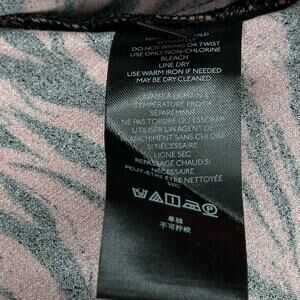 COLD
SEPARATELY
DO NOT WRING OR TWIST
USE ONLY NON-CHLORINE
BLEACH
LINE DRY
USE WARM IRON IF NEEDED
MAY BE DRY CLEANED
TEMPÉRATURE FROIDE
SÉPARÉMENT
NE PAS TORDRE OU ESSORER
UTILISER UN AGENT DE
BLANCHIMENT SANS CHLORE
LIGNE SEC
REPASSAGE CHAUD SI
NÉCESSAIRE
PEUT-ÊTRE ÊTRE NETTOYÉE
SEC
单独
不可拧绞